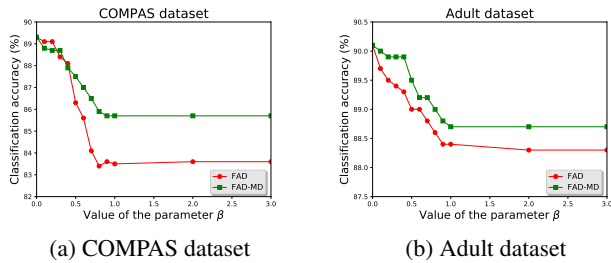 COMPAS dataset
Classification accuracy (%)
90
89
88
87
86
85
84
83
82
0.0 0.5 1.0 1.5 2.0 2.5 3.0
Value of the parameter β
FAD
FAD-MD
(a) COMPAS dataset
Adult dataset
Classification accuracy (%)
90.5
90.0
89.5
89.0
88.5
88.0
87.5
0.0 0.5 1.0 1.5 2.0 2.5 3.0
Value of the parameter β
FAD
FAD-MD
(b) Adult dataset